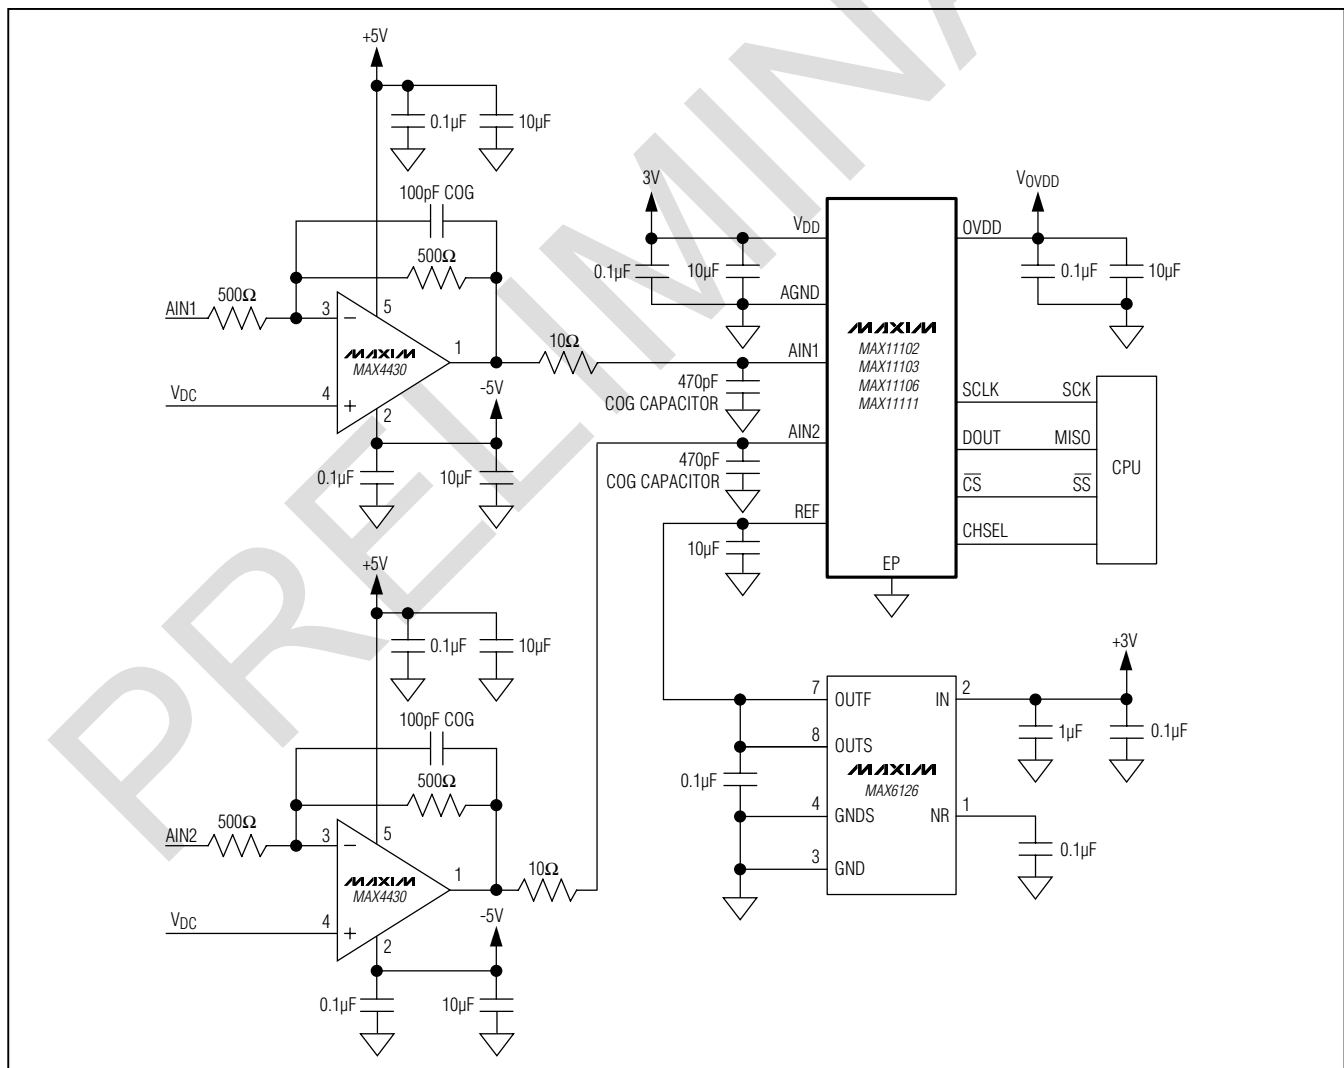 PRELIMINA
+5V
0.1µF
10µF
100pF COG
500Ω
AIN1
500Ω
3
−
5
MAXIM
MAX4430
1
VDC
4
+
2
-5V
0.1µF
10µF
10Ω
470pF
COG CAPACITOR
470pF
COG CAPACITOR
10µF
3V
0.1µF
10µF
VDD
AGND
AIN1
AIN2
REF
MAXIM
MAX11102
MAX11103
MAX11106
MAX11111
EP
OVDD
SCLK
DOUT
CS
CHSEL
VOVDD
0.1µF
10µF
SCK
MISO
SS
CPU
+5V
0.1µF
10µF
100pF COG
500Ω
AIN2
500Ω
3
−
5
MAXIM
MAX4430
1
VDC
4
+
2
-5V
0.1µF
10µF
10Ω
7
OUTF
8
OUTS
0.1µF
4
GNDS
3
GND
MAXIM
MAX6126
IN
2
NR
1
+3V
1µF
0.1µF
0.1µF